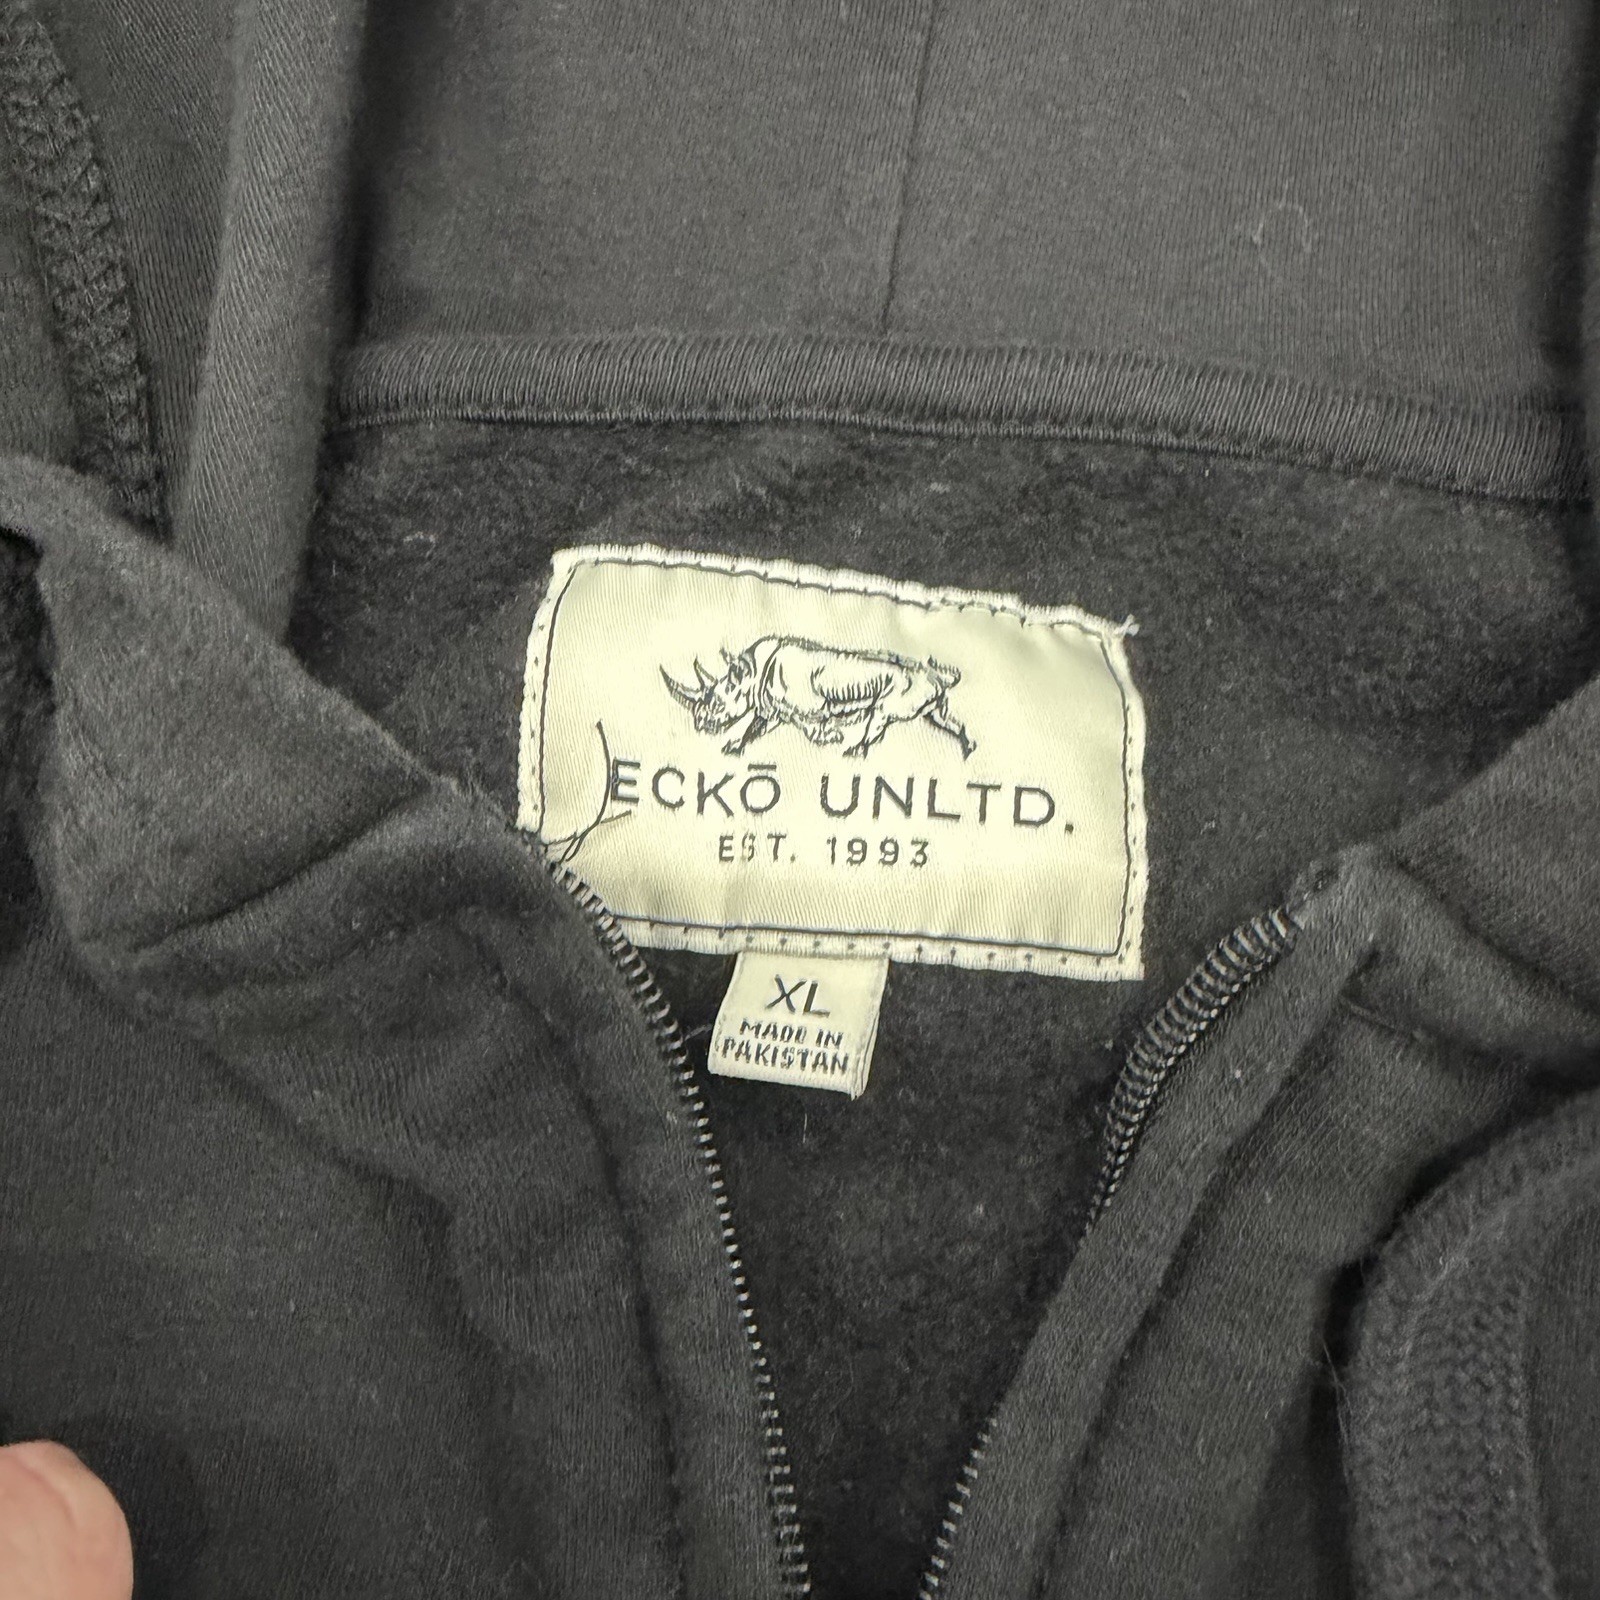 ECKŌ UNLTD.
EST. 1993
XL
MADE IN
PAKISTAN